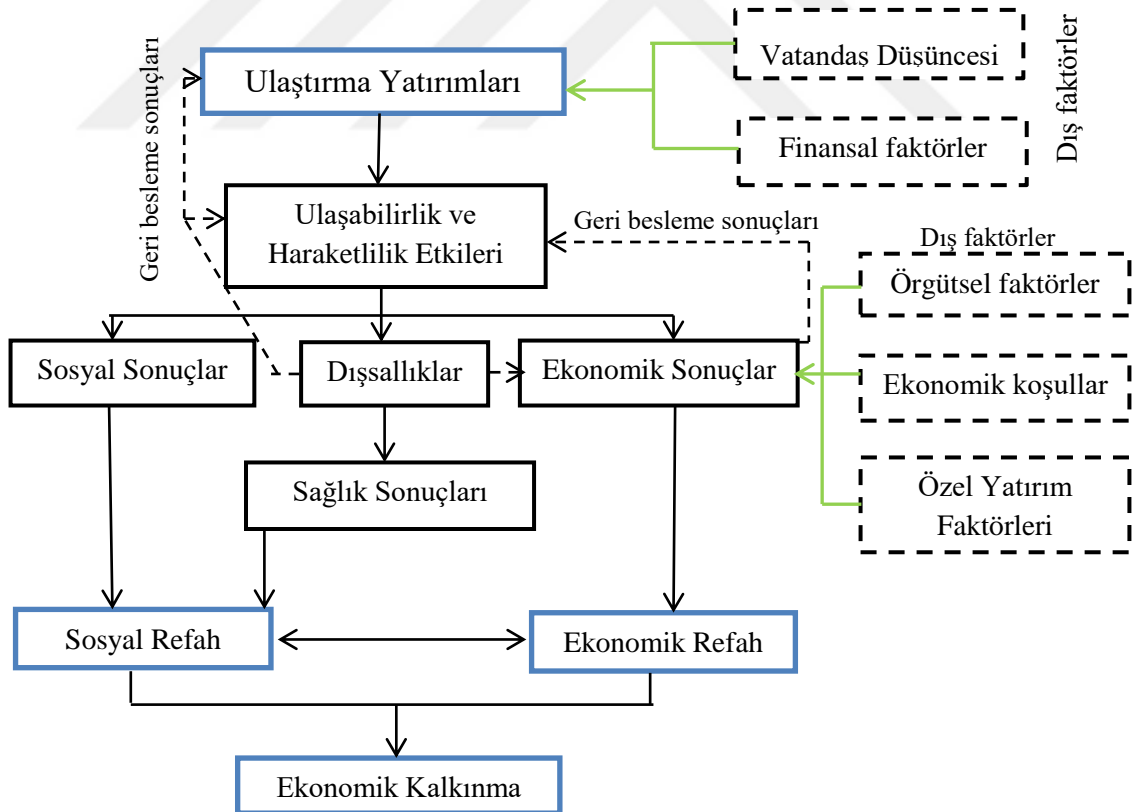 Geri besleme sonuçları
Ulaştırma Yatırımları
Vatandaş Düşüncesi
Finansal faktörler
Dış faktörler
Ulaşabilirlik ve
Haraketlilik Etkileri
Geri besleme sonuçları
Dış faktörler
Örgütsel faktörler
Ekonomik koşullar
Özel Yatırım
Faktörleri
Sosyal Sonuçlar
Dışsallıklar
Ekonomik Sonuçlar
Sağlık Sonuçları
Sosyal Refah
Ekonomik Refah
Ekonomik Kalkınma